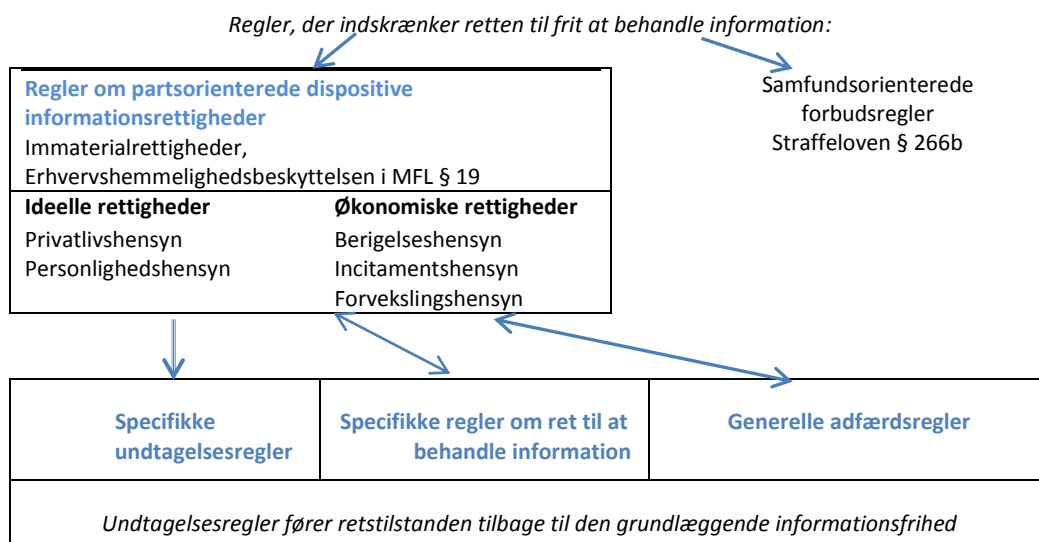 Regler, der indskrænker retten til frit at behandle information:
Regler om partsorienterede dispositive
informationsrettigheder
Immaterialrettigheder,
Erhvervshemmelighedsbeskyttelsen i MFL § 19
Samfundsorienterede
forbudsregler
Straffeloven § 266b
Ideelle rettigheder
Privatlivshensyn
Personlighedshensyn
Økonomiske rettigheder
Berigelseshensyn
Incitamentshensyn
Forvekslingshensyn
Specifikke
undtagelsesregler
Specifikke regler om ret til at
behandle information
Generelle adfærdsregler
Undtagelsesregler fører retstilstanden tilbage til den grundlæggende informationsfrihed